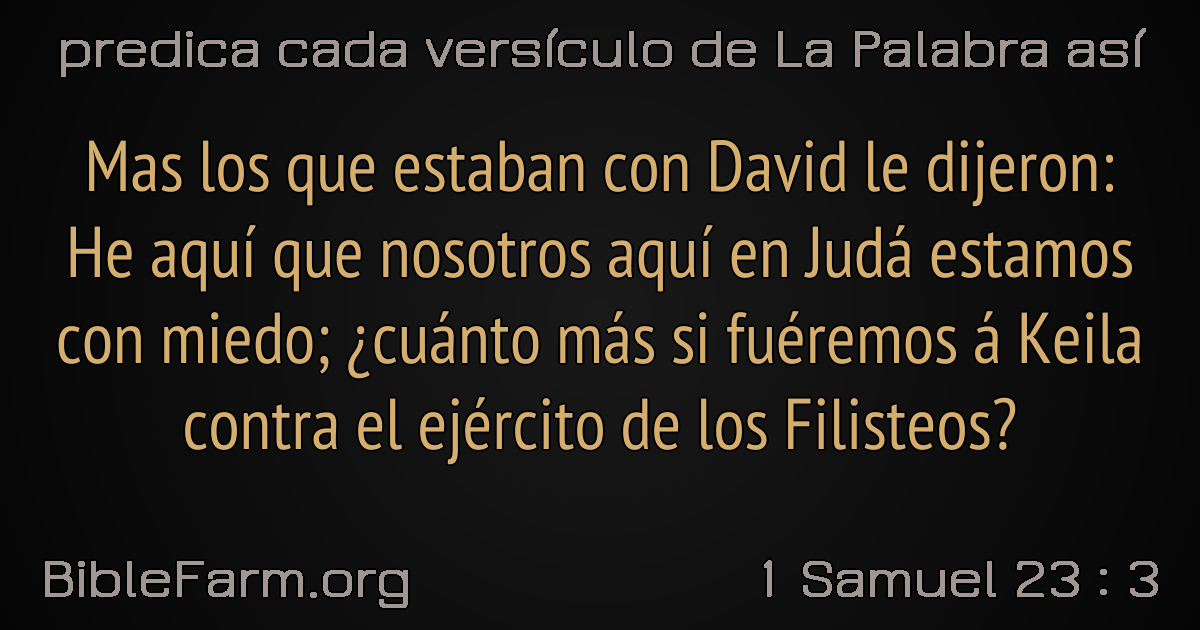 predica cada versículo de La Palabra así
Mas los que estaban con David le dijeron:
He aquí que nosotros aquí en Judá estamos
con miedo; ¿cuánto más si fuéremos á Keila
contra el ejército de los Filisteos?
BibleFarm.org
1 Samuel 23 : 3